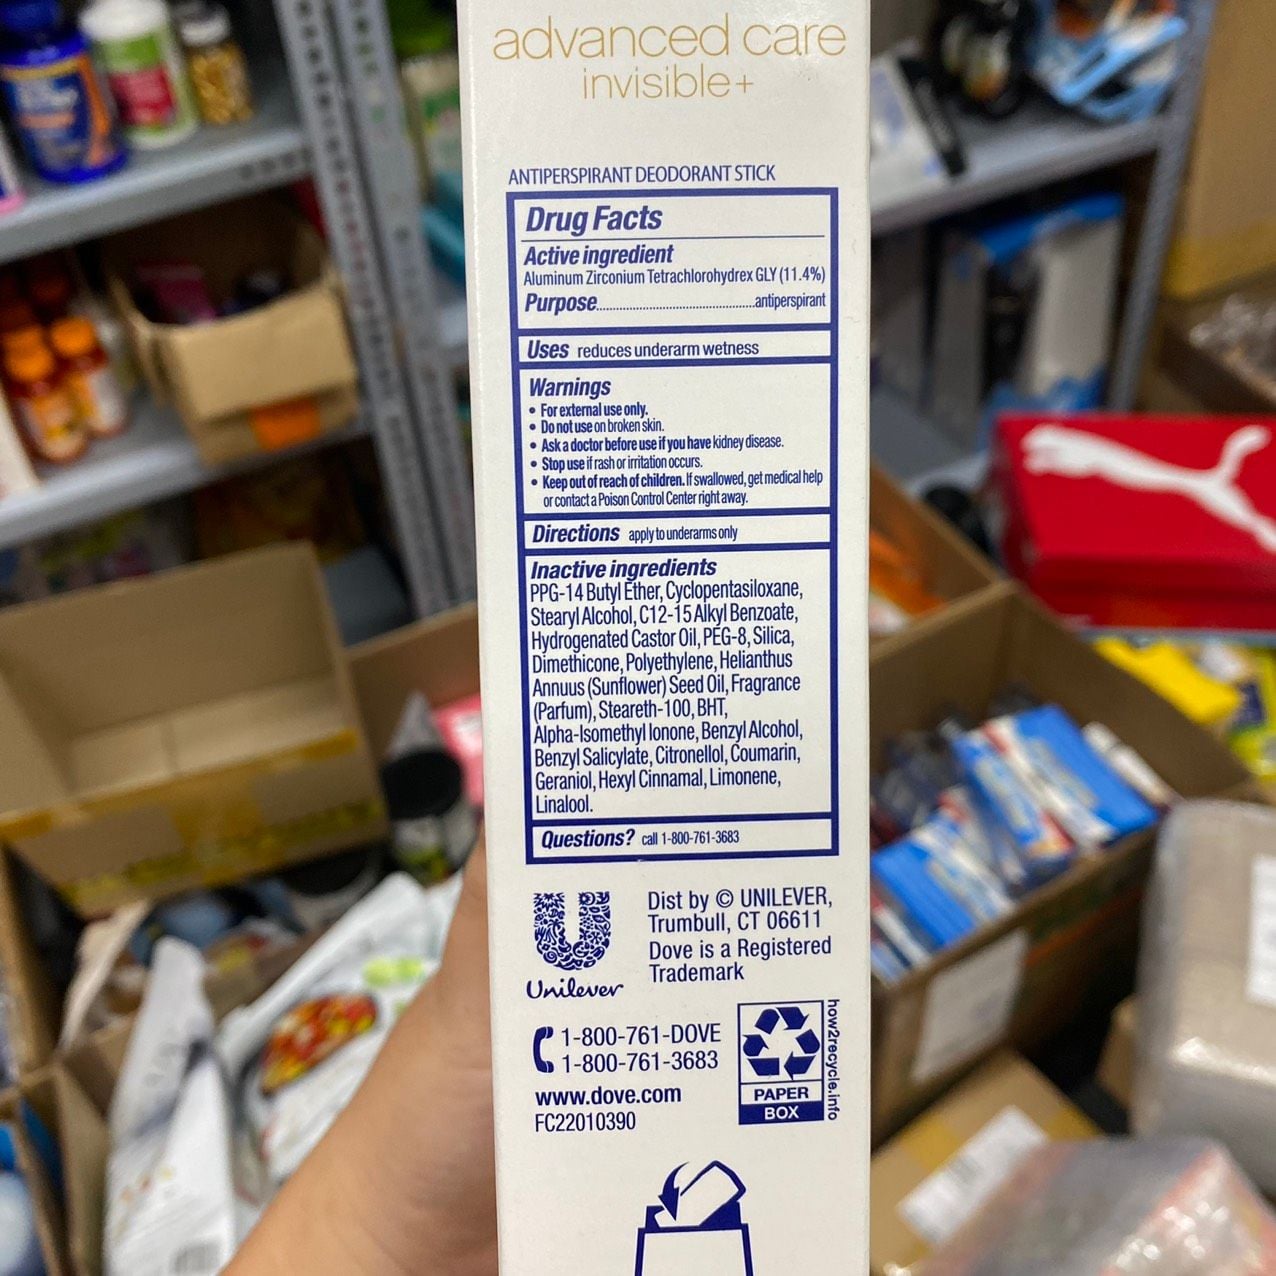 advanced care
invisible+
ANTIPERSPIRANT DEODORANT STICK
Drug Facts
Active ingredient
Aluminum Zirconium Tetrachlorohydrex GLY (11.4%)
Purpose..........................................antiperspirant
Uses reduces underarm wetness
Warnings
• For external use only.
• Do not use on broken skin.
• Ask a doctor before use if you have kidney disease.
• Stop use if rash or irritation occurs.
• Keep out of reach of children. If swallowed, get medical help
or contact a Poison Control Center right away.
Directions apply to underarms only
Inactive ingredients
PPG-14 Butyl Ether, Cyclopentasiloxane,
Stearyl Alcohol, C12-15 Alkyl Benzoate,
Hydrogenated Castor Oil, PEG-8, Silica,
Dimethicone, Polyethylene, Helianthus
Annuus (Sunflower) Seed Oil, Fragrance
(Parfum), Steareth-100, BHT,
Alpha-Isomethyl Ionone, Benzyl Alcohol,
Benzyl Salicylate, Citronellol, Coumarin,
Geraniol, Hexyl Cinnamal, Limonene,
Linalool.
Questions? call 1-800-761-3683
Unilever
Dist by © UNILEVER,
Trumbull, CT 06611
Dove is a Registered
Trademark
1-800-761-DOVE
1-800-761-3683
www.dove.com
FC22010390
PAPER
BOX
how2recycle.info